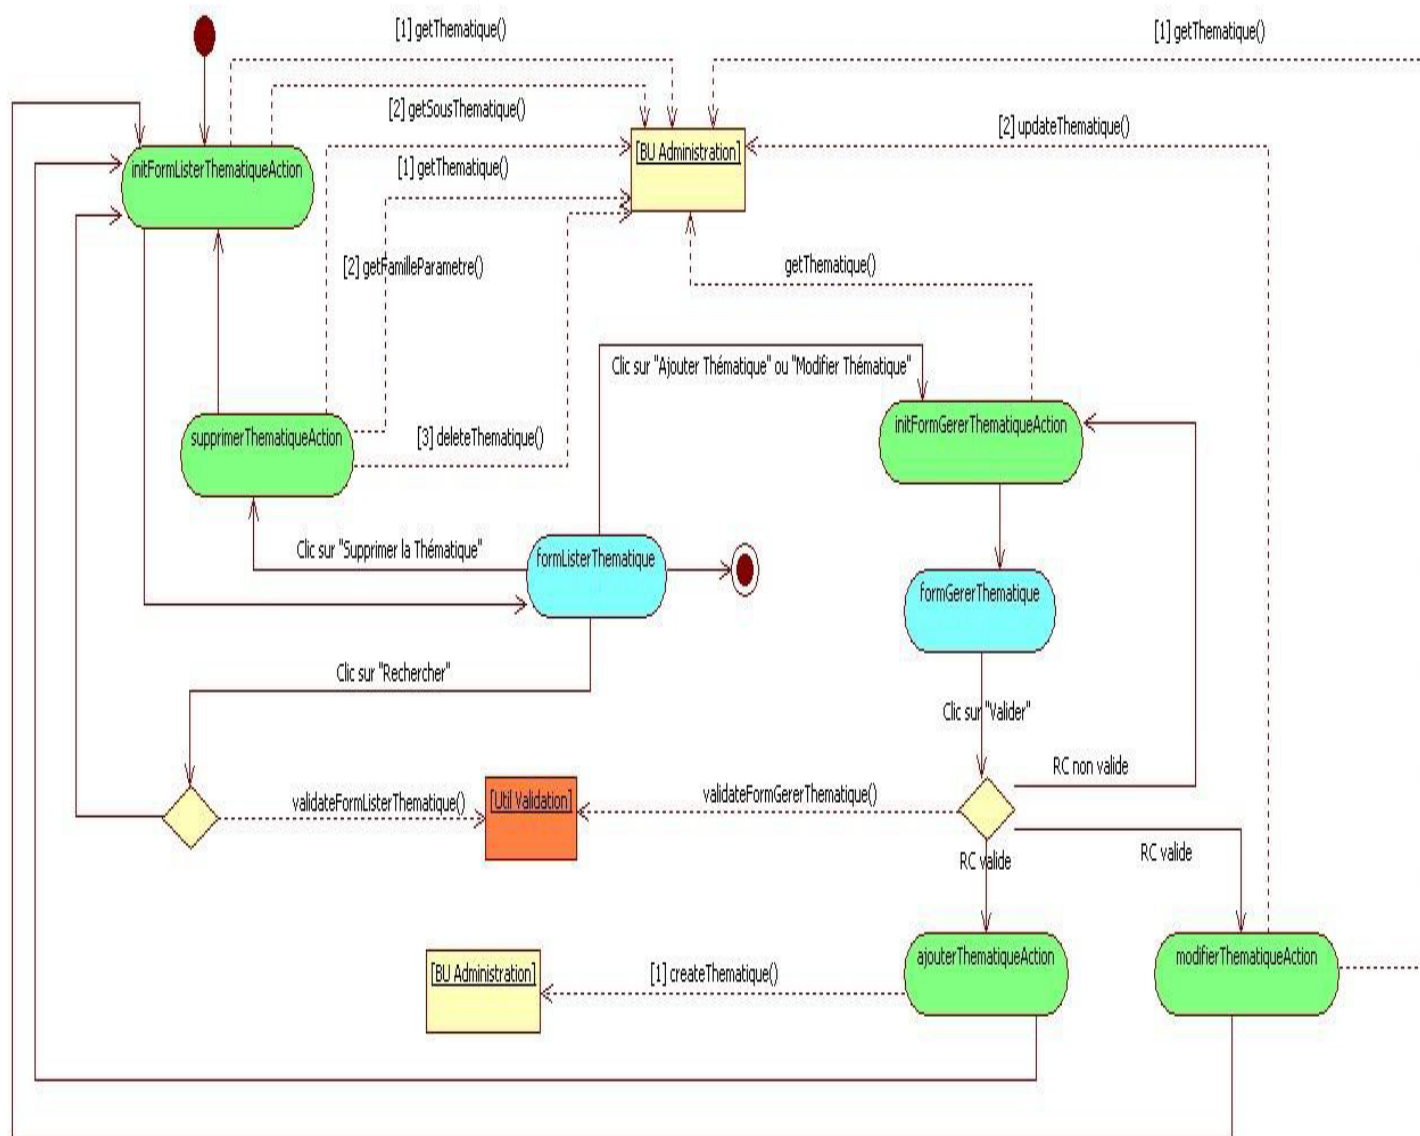 [1] getThematique()
[1] getThematique()
[2] getSousThematique()
[2] updateThematique()
[BU Administration]
initFormListerThematiqueAction
[1] getThematique()
[2] getFamilleParametre()
getThematique()
Clic sur "Ajouter Thématique" ou "Modifier Thématique"
supprimerThematiqueAction
[3] deleteThematique()
initFormGererThematiqueAction
Clic sur "Supprimer la Thématique"
formListerThematique
formGererThematique
Clic sur "Rechercher"
Clic sur "Valider"
RC non valide
validateFormListerThematique()
[Util Validation]
validateFormGererThematique()
RC valide
RC valide
ajouterThematiqueAction
modifierThematiqueAction
[BU Administration]
[1] createThematique()